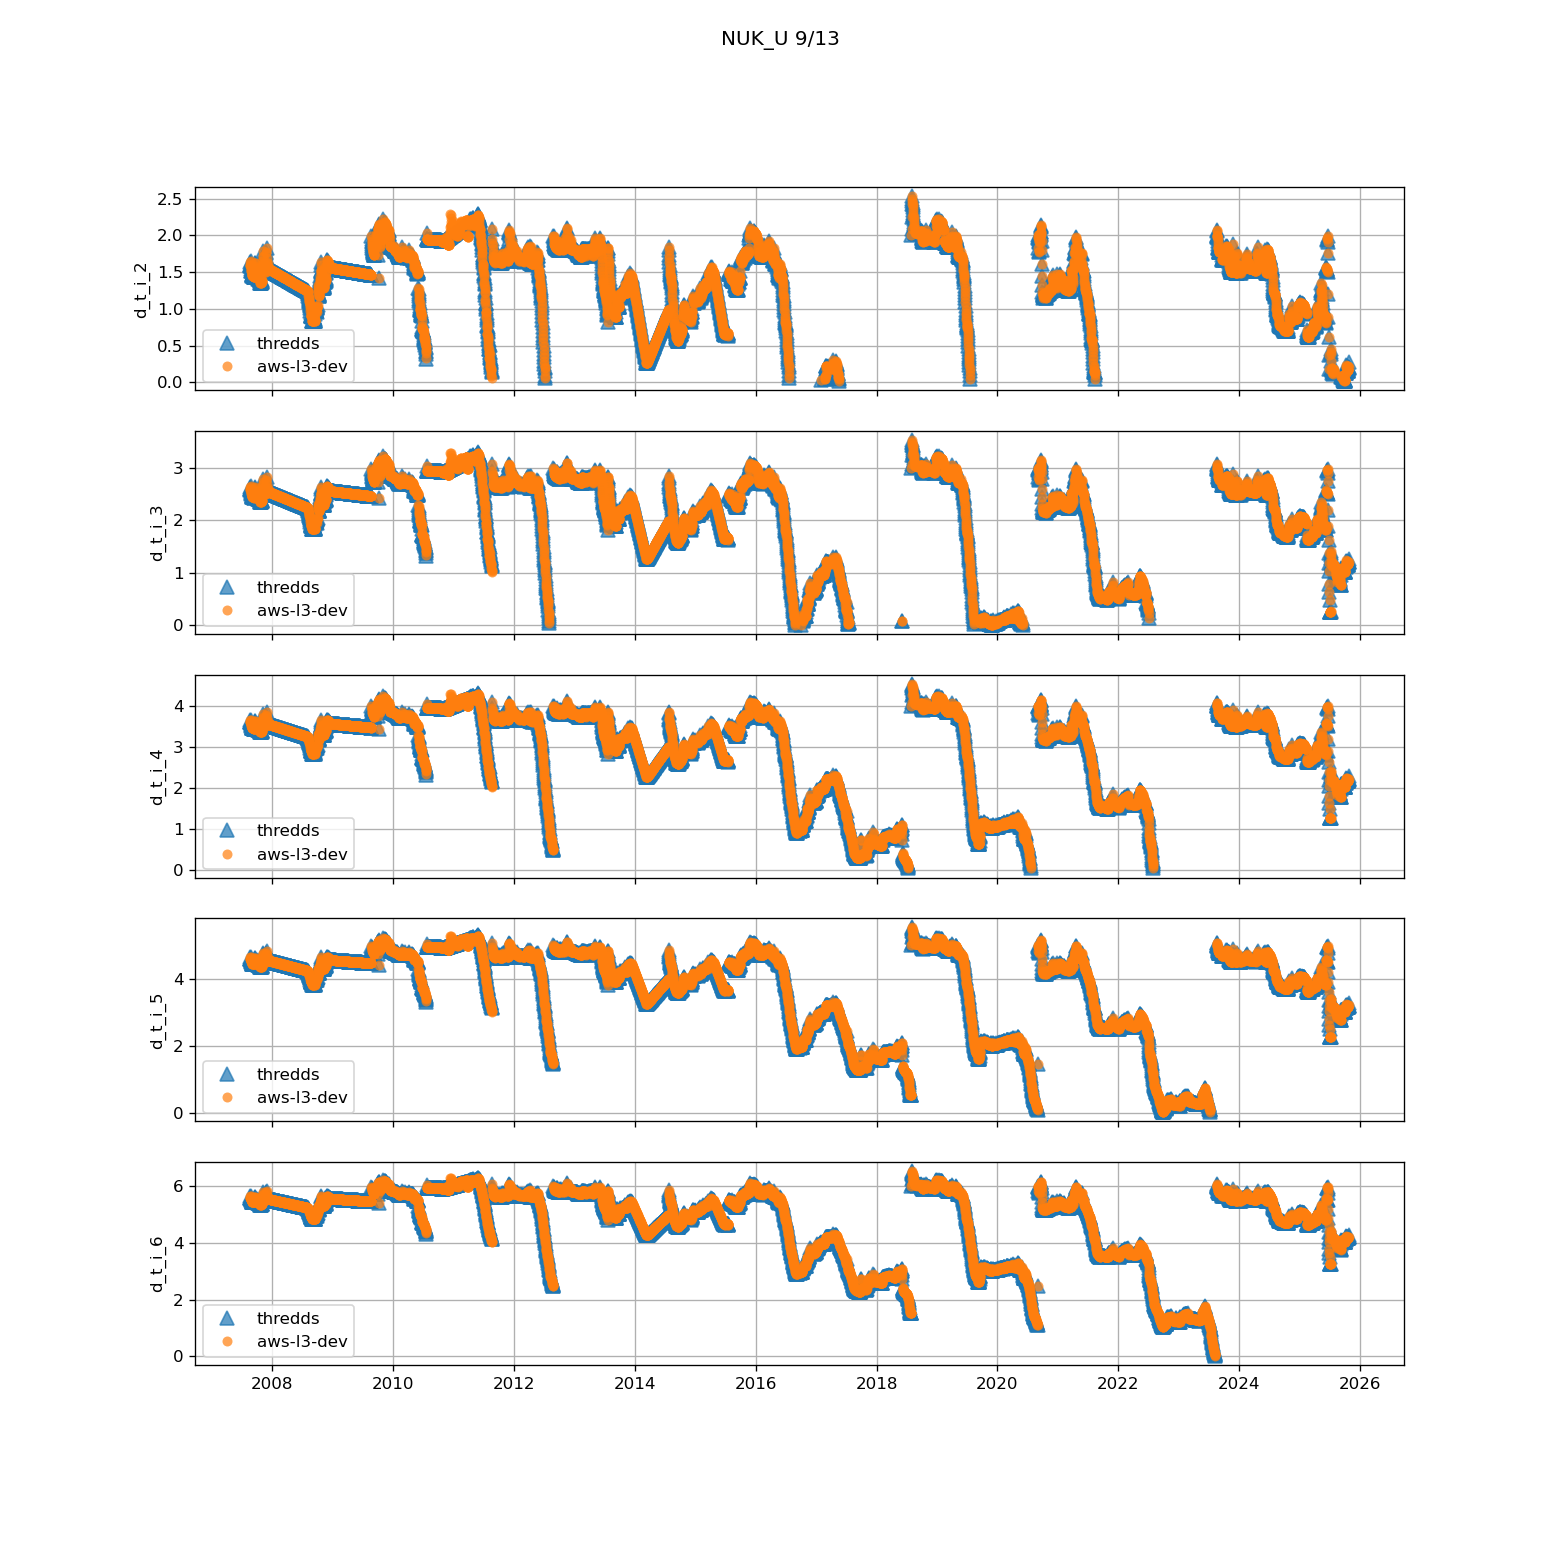 NUK_U 9/13
2.5
2.0
1.5
1.0
0.5
0.0
d_t_i_2
thredds
aws-l3-dev
3
2
1
0
d_t_i_3
thredds
aws-l3-dev
4
3
2
1
0
d_t_i_4
thredds
aws-l3-dev
4
2
0
d_t_i_5
thredds
aws-l3-dev
6
4
2
0
d_t_i_6
thredds
aws-l3-dev
2008 2010 2012 2014 2016 2018 2020 2022 2024 2026